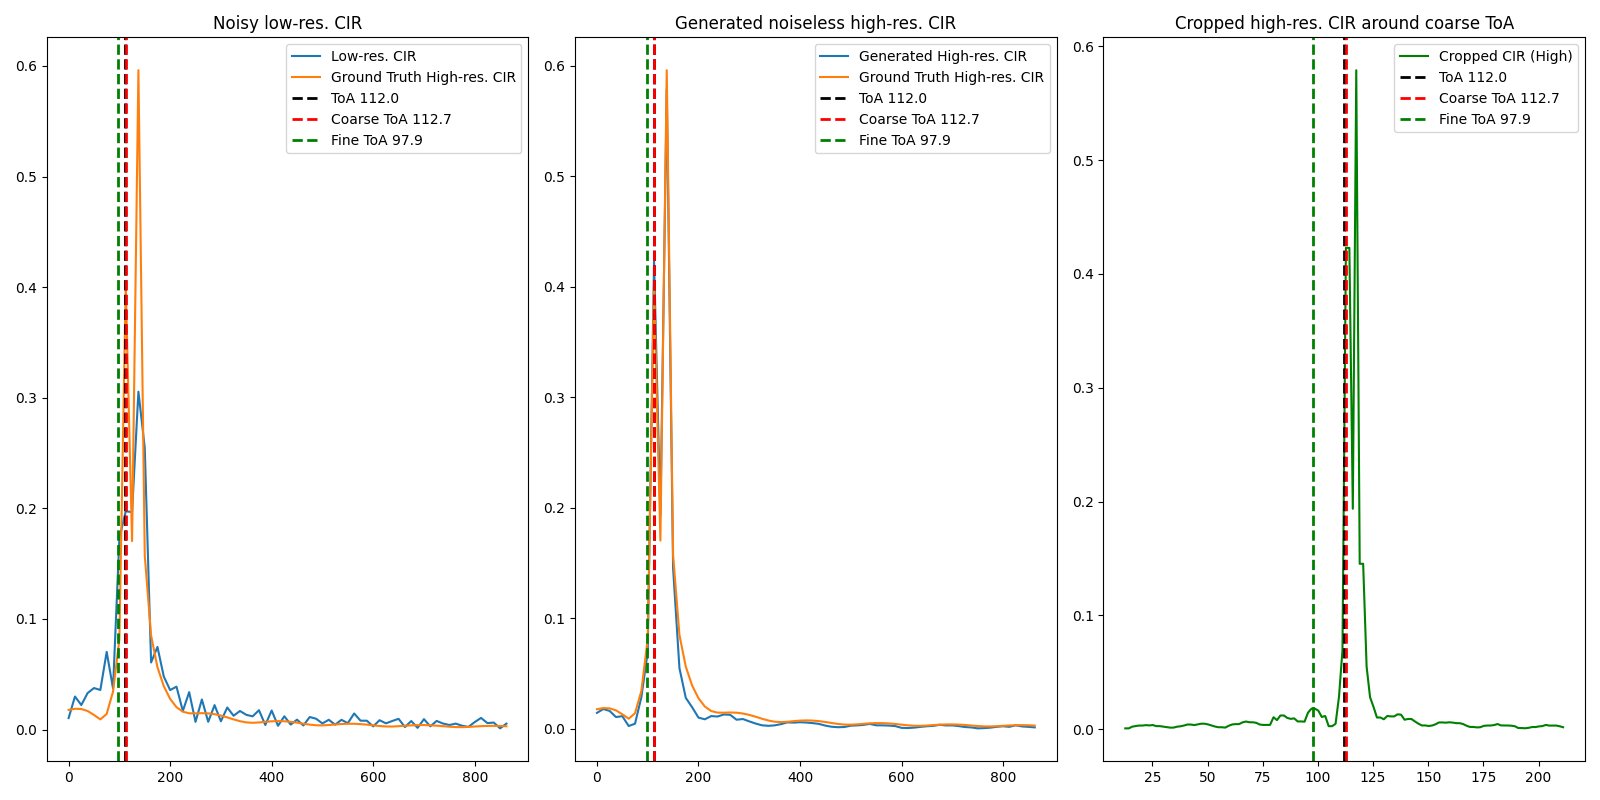 Noisy low-res. CIR
Low-res. CIR
Ground Truth High-res. CIR
ToA 112.0
Coarse ToA 112.7
Fine ToA 97.9
0.6
0.5
0.4
0.3
0.2
0.1
0.0
0 200 400 600 800
Generated noiseless high-res. CIR
Generated High-res. CIR
Ground Truth High-res. CIR
ToA 112.0
Coarse ToA 112.7
Fine ToA 97.9
0.6
0.5
0.4
0.3
0.2
0.1
0.0
0 200 400 600 800
Cropped high-res. CIR around coarse ToA
Cropped CIR (High)
ToA 112.0
Coarse ToA 112.7
Fine ToA 97.9
0.6
0.5
0.4
0.3
0.2
0.1
0.0
25 50 75 100 125 150 175 200